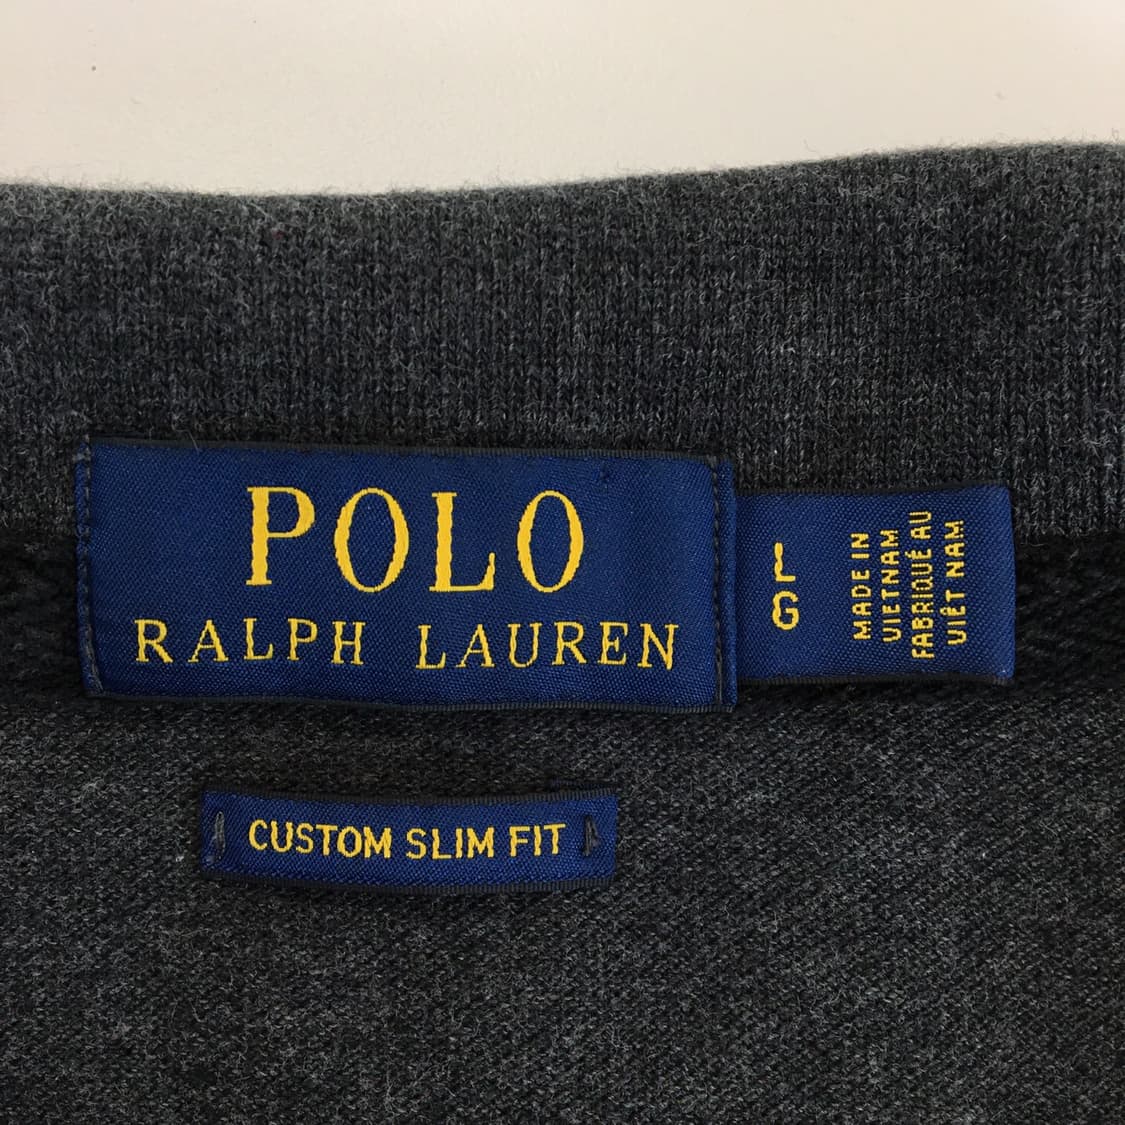 POLO
RALPH LAUREN
L
G
MADE IN
VIETNAM
FABRIQUÉ AU
VIÊT NAM
CUSTOM SLIM FIT